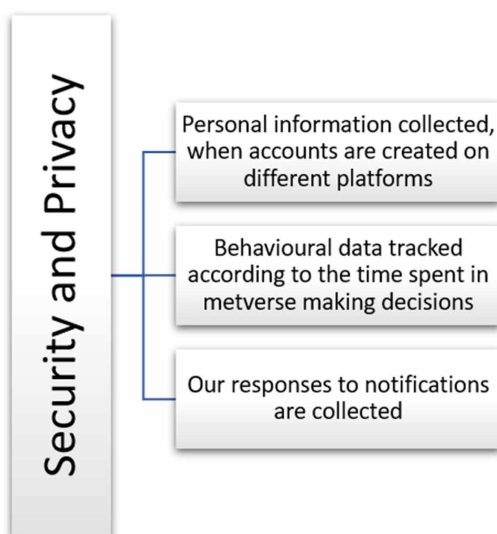 Security and Privacy
Personal information collected,
when accounts are created on
different platforms
Behavioural data tracked
according to the time spent in
metverse making decisions
Our responses to notifications
are collected